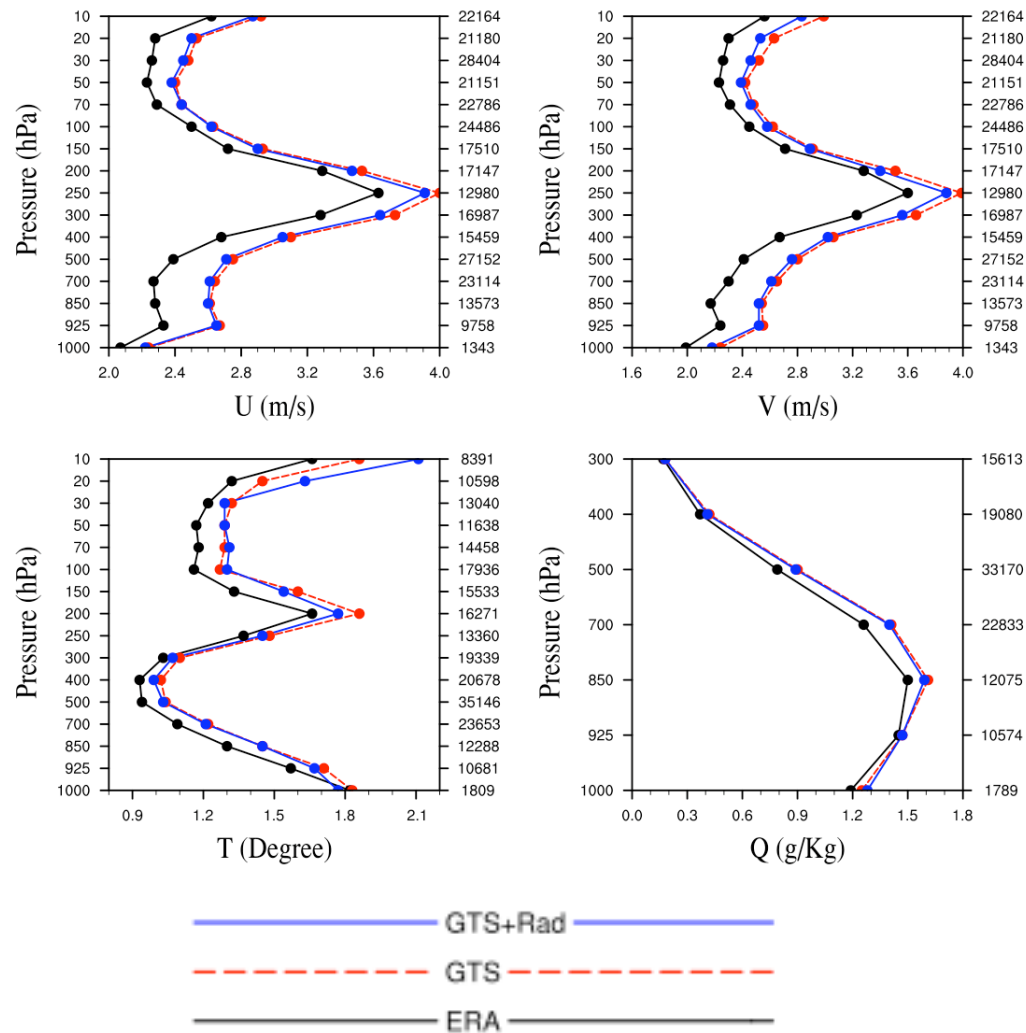 10 22164 10 22164
20 21180 20 21180
30 28404 30 28404
50 21151 50 21151
70 22786 70 22786
100 24486 100 24486
150 17510 150 17510
200 17147 200 17147
250 12980 250 12980
300 16987 300 16987
400 15459 400 15459
500 27152 500 27152
700 23114 700 23114
850 13573 850 13573
925 9758 925 9758
1000 1343 1000 1343
Pressure (hPa) Pressure (hPa)
2.0 2.4 2.8 3.2 3.6 4.0 1.6 2.0 2.4 2.8 3.2 3.6 4.0
U (m/s) V (m/s)
10 8391 300 15613
20 10598
30 13040 400 19080
50 11638
70 14458
100 17936 500 33170
150 15533
200 16271 700 22833
250 13360
300 19339
400 20678 850 12075
500 35146
700 23653
850 12288 925 10574
925 10681
1000 1809 1000 1789
Pressure (hPa) Pressure (hPa)
0.9 1.2 1.5 1.8 2.1 0.0 0.3 0.6 0.9 1.2 1.5 1.8
T (Degree) Q (g/Kg)
GTS+Rad
GTS
ERA